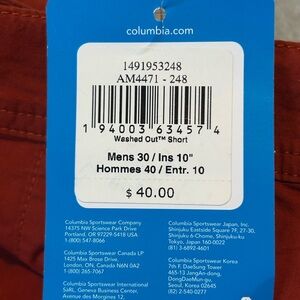 columbia.com
1491953248
AM4471 - 248
1 94003 63457 4
Washed Out™ Short
Mens 30 / Ins 10"
Hommes 40 / Entr. 10
$ 40.00
Columbia Sportswear Company
14375 NW Science Park Drive
Portland, OR 97229-5418 USA
1 (800) 547-8066
Columbia Sportswear Canada LP
1425 Max Brose Drive,
London, ON, Canada N6N 0A2
1 (800) 265-7067
Columbia Sportswear International
Sàrl, Geneva Business Center,
Avenue des Morgines 12,
Columbia Sportswear Japan, Inc.
Shinjuku Eastside Square 7F, 27-30,
Shinjuku 6-Chome, Shinjuku-ku
Tokyo, Japan 160-0022
(81) 3-6892-4601
Columbia Sportswear Korea
7th F. DaeSung Tower
465-13 JangAn-dong,
DongDaeMun-gu,
Seoul, Korea
(82) 2-540-0277